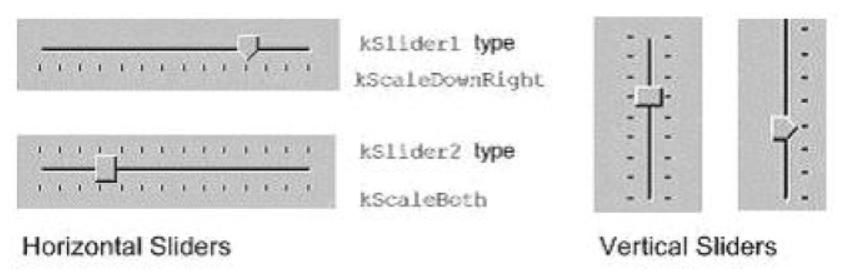 kSlider1 type
kScaleDownRight
kSlider2 type
kScaleBoth
Horizontal Sliders
Vertical Sliders